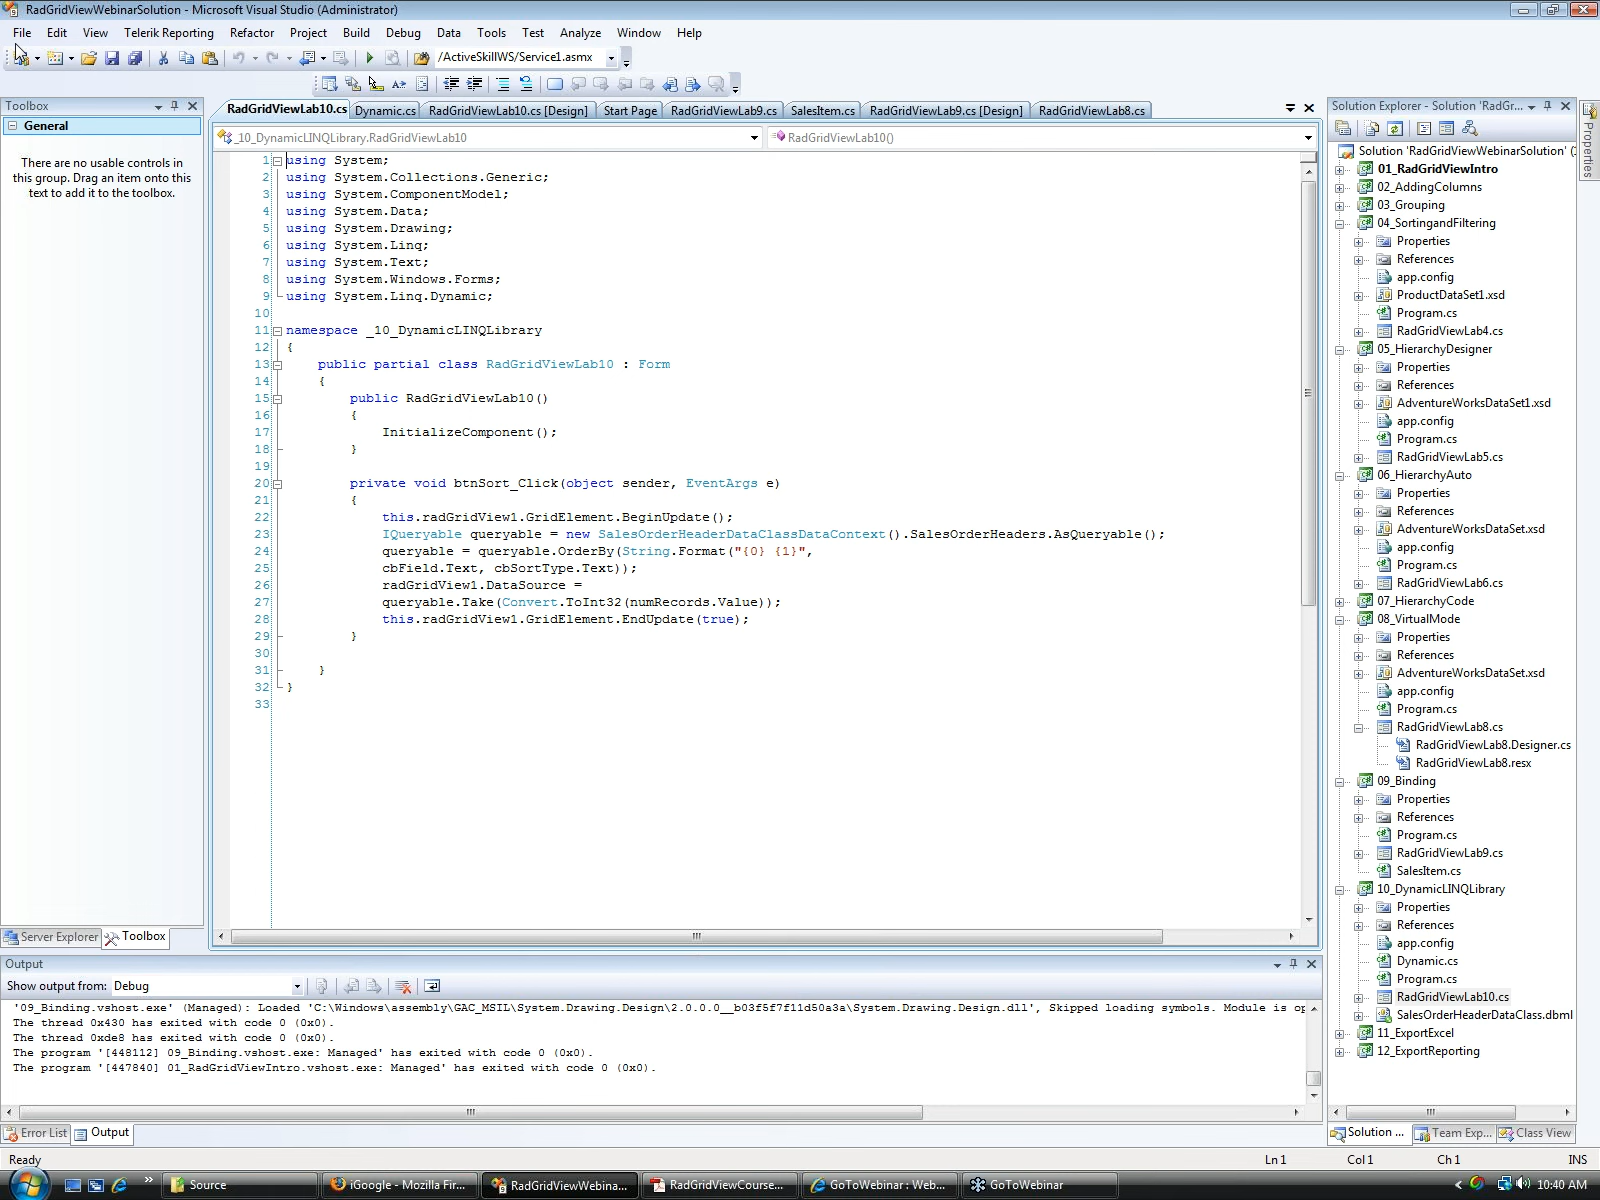 RadGridViewWebinarSolution - Microsoft Visual Studio (Administrator)
File Edit View Telerik Reporting Refactor Project Build Debug Data Tools Test Analyze Window Help
/ActiveSkillWS/Service1.asmx
Toolbox
General
There are no usable controls in
this group. Drag an item onto this
text to add it to the toolbox.
Server Explorer Toolbox
RadGridViewLab10.cs Dynamic.cs RadGridViewLab10.cs [Design] Start Page RadGridViewLab9.cs SalesItem.cs RadGridViewLab9.cs [Design] RadGridViewLab8.cs
_10_DynamicLINQLibrary.RadGridViewLab10 RadGridViewLab10()
1 using System;
2 using System.Collections.Generic;
3 using System.ComponentModel;
4 using System.Data;
5 using System.Drawing;
6 using System.Linq;
7 using System.Text;
8 using System.Windows.Forms;
9 using System.Linq.Dynamic;
10
11 namespace _10_DynamicLINQLibrary
12 {
13 public partial class RadGridViewLab10 : Form
14 {
15 public RadGridViewLab10()
16 {
17 InitializeComponent();
18 }
19
20 private void btnSort_Click(object sender, EventArgs e)
21 {
22 this.radGridView1.GridElement.BeginUpdate();
23 IQueryable queryable = new SalesOrderHeaderDataClassDataContext().SalesOrderHeaders.AsQueryable();
24 queryable = queryable.OrderBy(String.Format("{0} {1}",
25 cbField.Text, cbSortType.Text));
26 radGridView1.DataSource =
27 queryable.Take(Convert.ToInt32(numRecords.Value));
28 this.radGridView1.GridElement.EndUpdate(true);
29 }
30
31 }
32 }
33
Solution Explorer - Solution 'RadGr...
Properties
Solution 'RadGridViewWebinarSolution' (
01_RadGridViewIntro
02_AddingColumns
03_Grouping
04_SortingandFiltering
Properties
References
app.config
ProductDataSet1.xsd
Program.cs
RadGridViewLab4.cs
05_HierarchyDesigner
Properties
References
AdventureWorksDataSet1.xsd
app.config
Program.cs
RadGridViewLab5.cs
06_HierarchyAuto
Properties
References
AdventureWorksDataSet.xsd
app.config
Program.cs
RadGridViewLab6.cs
07_HierarchyCode
08_VirtualMode
Properties
References
AdventureWorksDataSet.xsd
app.config
Program.cs
RadGridViewLab8.cs
RadGridViewLab8.Designer.cs
RadGridViewLab8.resx
09_Binding
Properties
References
Program.cs
RadGridViewLab9.cs
SalesItem.cs
10_DynamicLINQLibrary
Properties
References
app.config
Dynamic.cs
Program.cs
RadGridViewLab10.cs
SalesOrderHeaderDataClass.dbml
11_ExportExcel
12_ExportReporting
Solution ... Team Exp... Class View
Output
Show output from: Debug
'09_Binding.vshost.exe' (Managed): Loaded 'C:\Windows\assembly\GAC_MSIL\System.Drawing.Design\2.0.0.0__b03f5f7f11d50a3a\System.Drawing.Design.dll', Skipped loading symbols. Module is op
The thread 0x430 has exited with code 0 (0x0).
The thread 0xde8 has exited with code 0 (0x0).
The program '[448112] 09_Binding.vshost.exe: Managed' has exited with code 0 (0x0).
The program '[447840] 01_RadGridViewIntro.vshost.exe: Managed' has exited with code 0 (0x0).
Error List Output
Ready Ln 1 Col 1 Ch 1 INS
Source iGoogle - Mozilla Fir... RadGridViewWebina... RadGridViewCourse... GoToWebinar : Web... GoToWebinar 10:40 AM